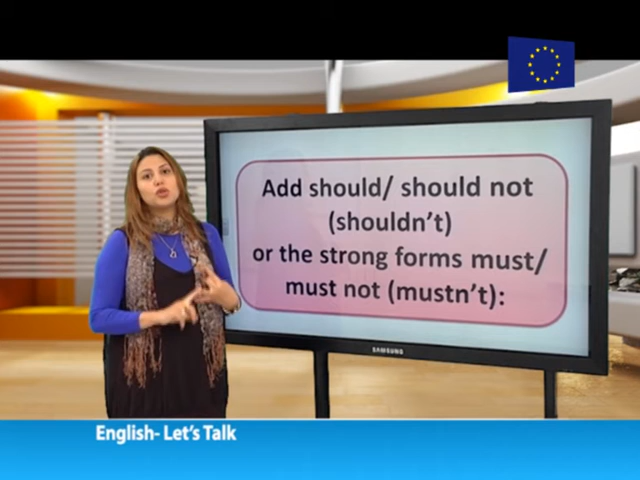 Add should/ should not
(shouldn't)
or the strong forms must/
must not (mustn't):
SAMSUNG
English- Let's Talk